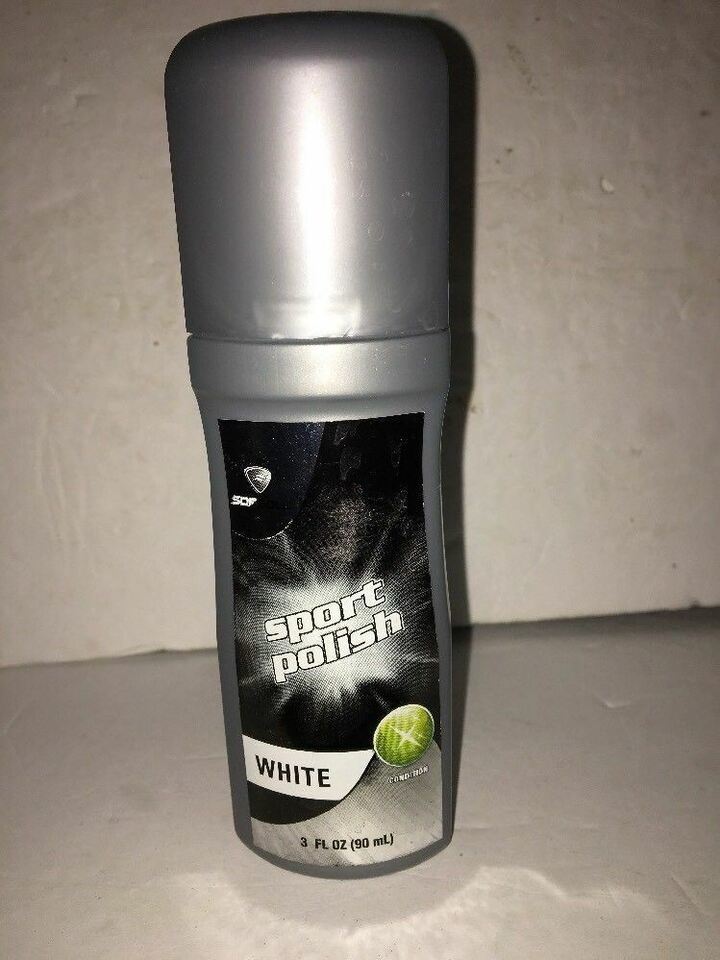 sport
polish
WHITE
CONDITION
3 FL OZ (90 mL)